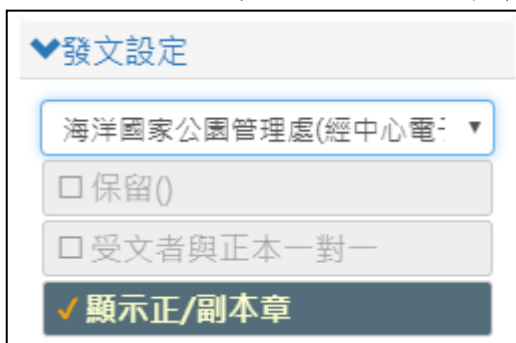 發文設定
海洋國家公園管理處(經中心電
保留()
受文者與正本一對一
顯示正/副本章